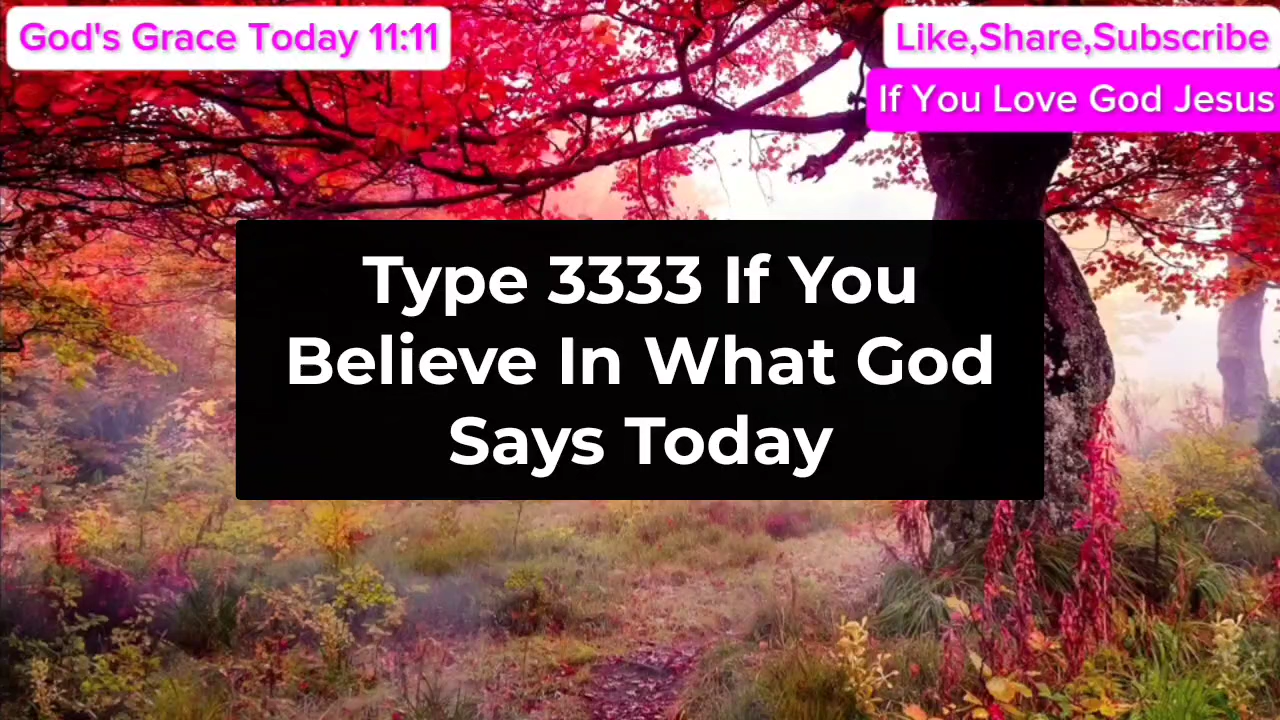 God's Grace Today 11:11
Like,Share,Subscribe
If You Love God Jesus
Type 3333 If You
Believe In What God
Says Today